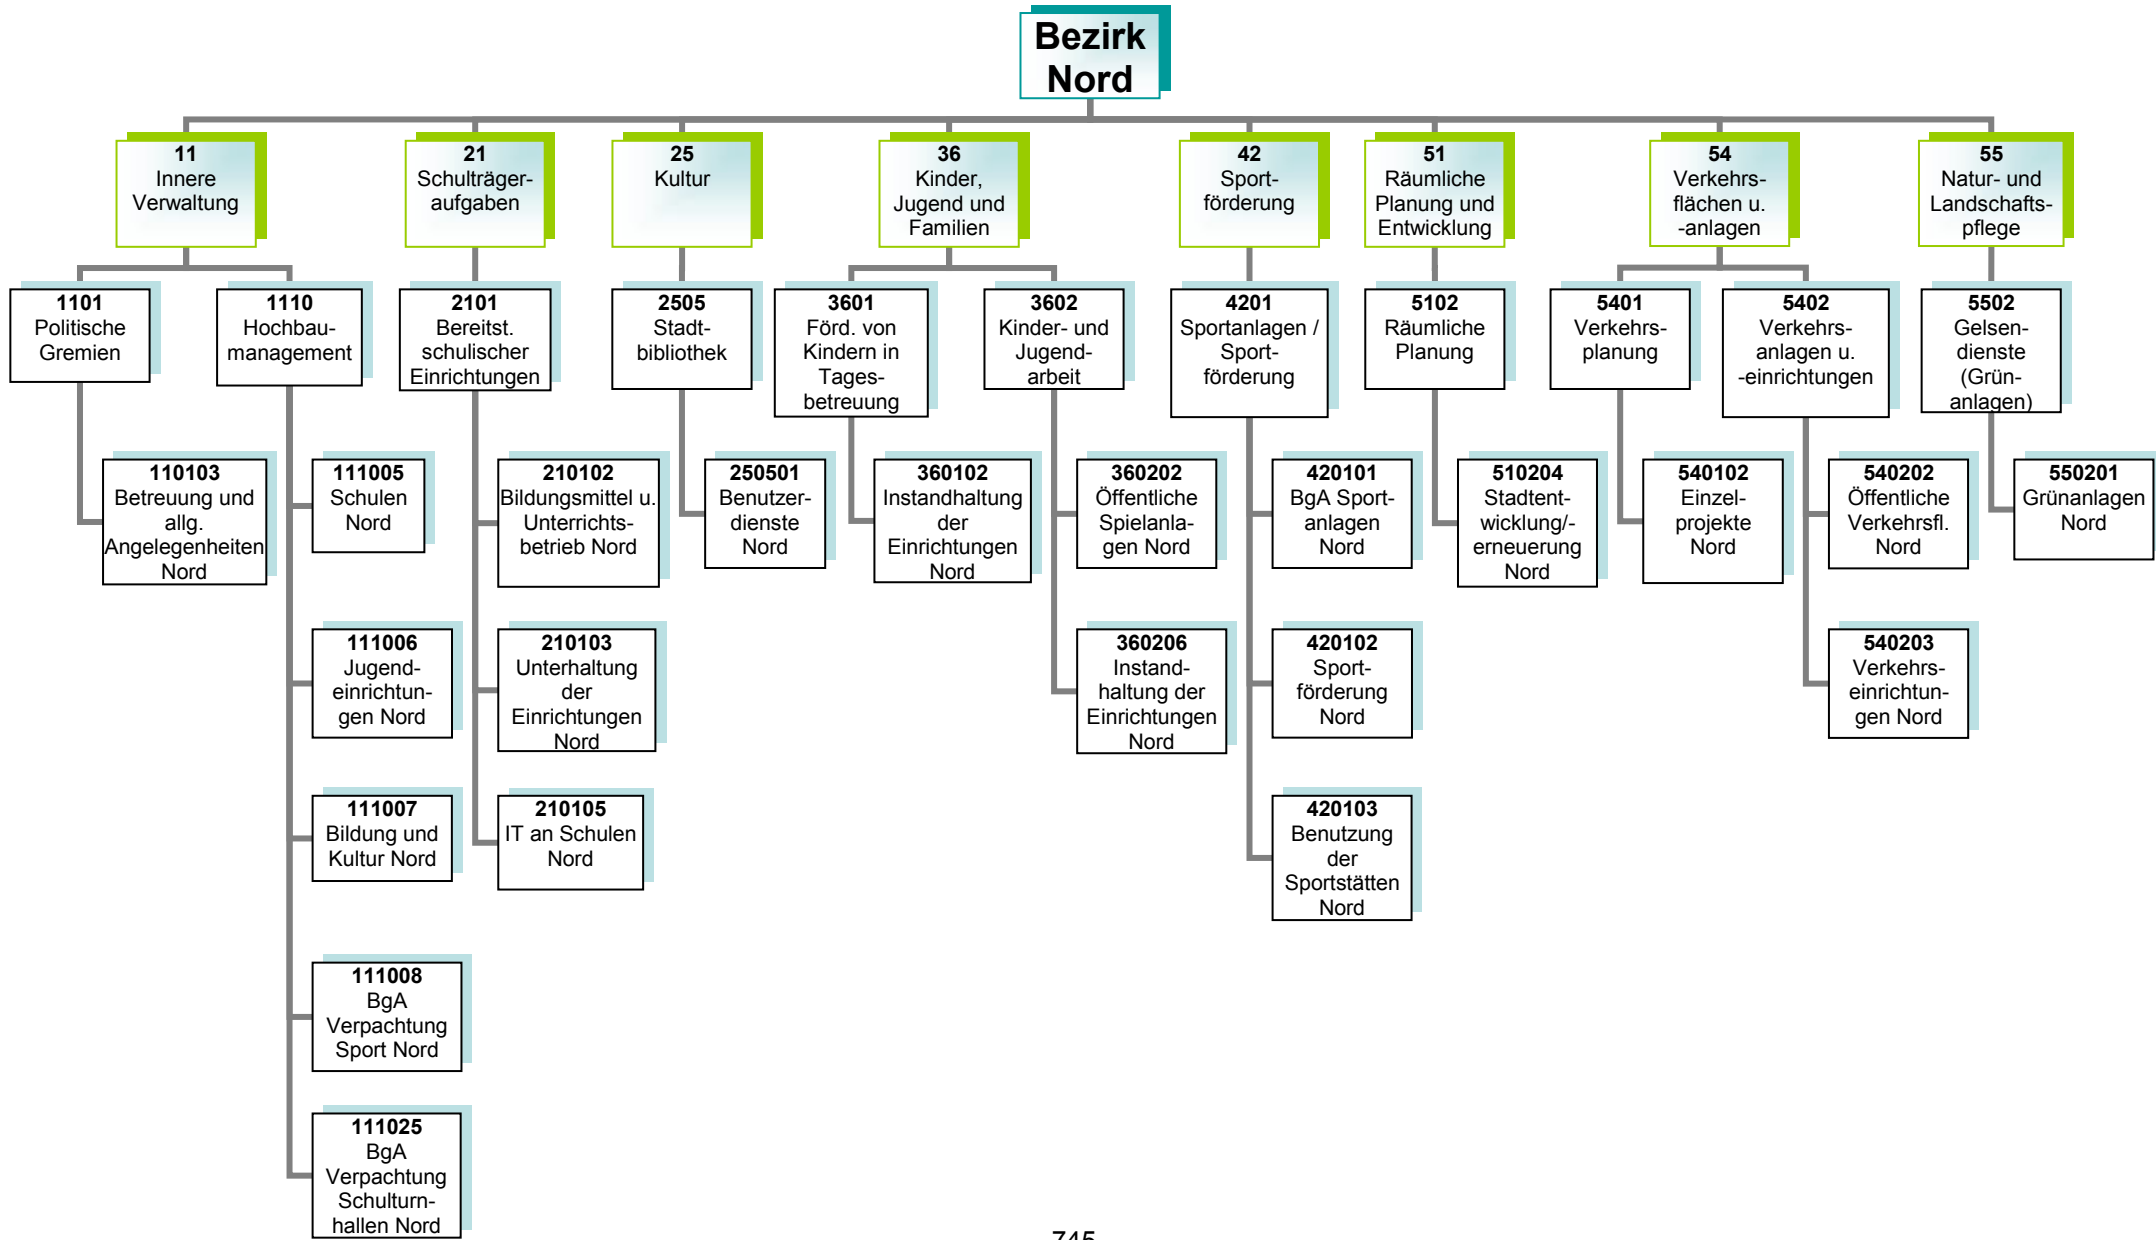 Bezirk
Nord
11
Innere
Verwaltung
21
Schulträger-
aufgaben
25
Kultur
36
Kinder,
Jugend und
Familien
42
Sport-
förderung
51
Räumliche
Planung und
Entwicklung
54
Verkehrs-
flächen u.
-anlagen
55
Natur- und
Landschafts-
pflege
1101
Politische
Gremien
1110
Hochbau-
management
2101
Bereitst.
schulischer
Einrichtungen
2505
Stadt-
bibliothek
3601
Förd. von
Kindern in
Tages-
betreuung
3602
Kinder- und
Jugend-
arbeit
4201
Sportanlagen /
Sport-
förderung
5102
Räumliche
Planung
5401
Verkehrs-
planung
5402
Verkehrs-
anlagen u.
-einrichtungen
5502
Gelsen-
dienste
(Grün-
anlagen)
110103
Betreuung und
allg.
Angelegenheiten
Nord
111005
Schulen
Nord
210102
Bildungsmittel u.
Unterrichts-
betrieb Nord
250501
Benutzer-
dienste
Nord
360102
Instandhaltung
der
Einrichtungen
Nord
360202
Öffentliche
Spielanla-
gen Nord
420101
BgA Sport-
anlagen
Nord
510204
Stadtent-
wicklung/-
erneuerung
Nord
540102
Einzel-
projekte
Nord
540202
Öffentliche
Verkehrsfl.
Nord
550201
Grünanlagen
Nord
111006
Jugend-
einrichtun-
gen Nord
210103
Unterhaltung
der
Einrichtungen
Nord
360206
Instand-
haltung der
Einrichtungen
Nord
420102
Sport-
förderung
Nord
540203
Verkehrs-
einrichtun-
gen Nord
111007
Bildung und
Kultur Nord
210105
IT an Schulen
Nord
420103
Benutzung
der
Sportstätten
Nord
111008
BgA
Verpachtung
Sport Nord
111025
BgA
Verpachtung
Schulturn-
hallen Nord
745